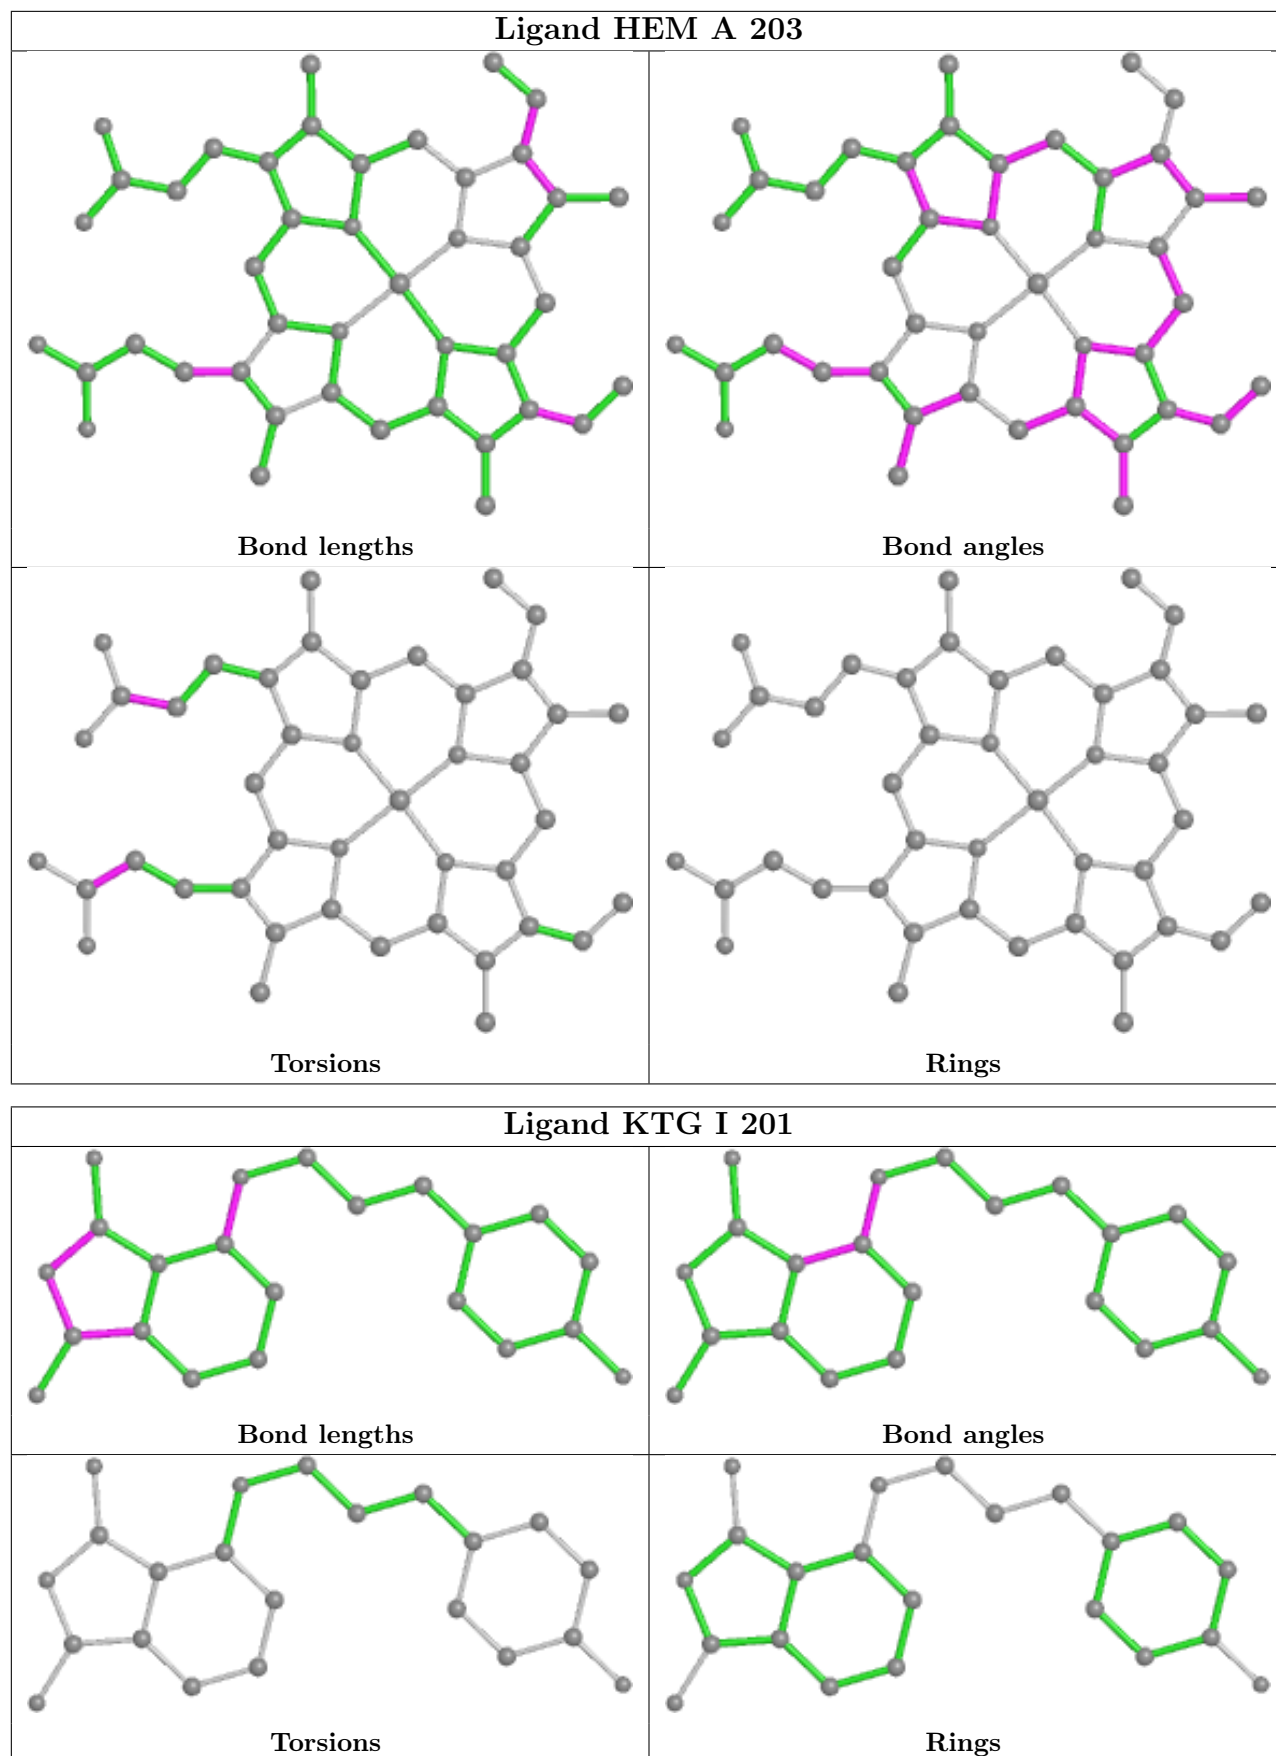 Ligand HEM A 203
Bond lengths
Bond angles
Torsions
Rings
Ligand KTG I 201
Bond lengths
Bond angles
Torsions
Rings